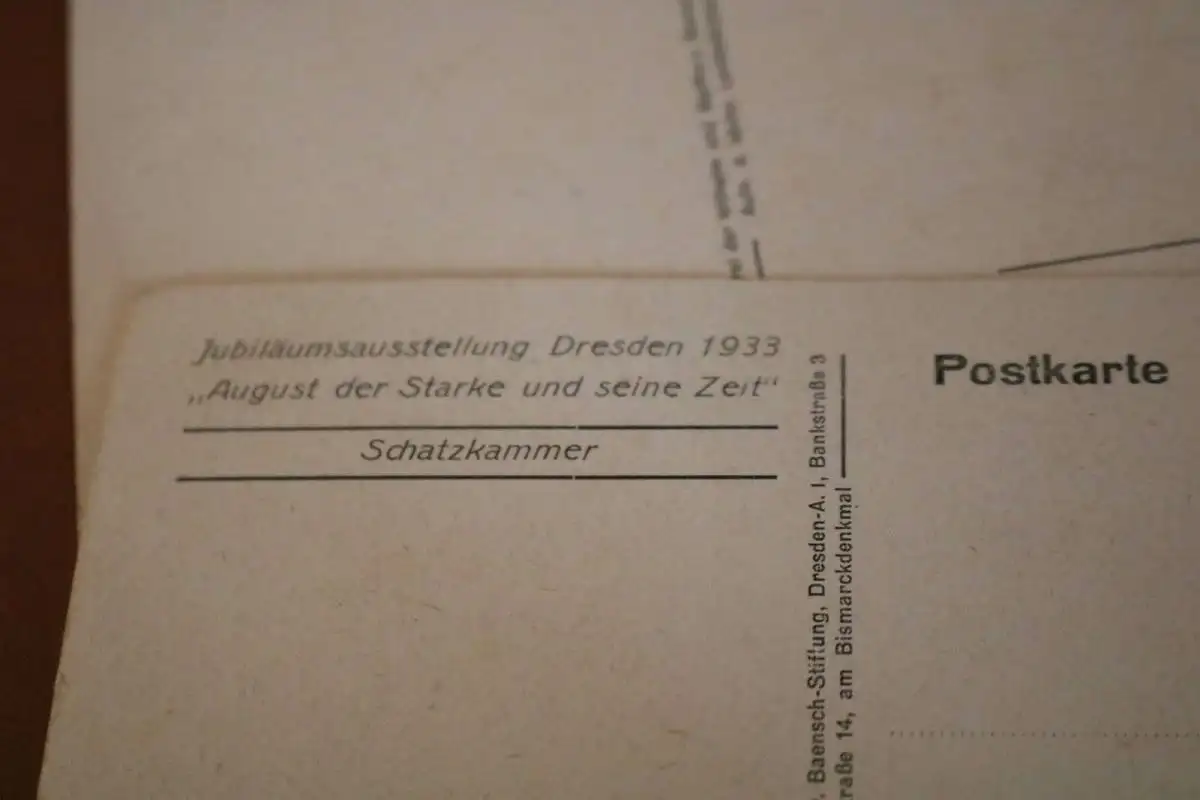 Jubiläumsausstellung Dresden 1933
„August der Starke und seine Zeit“
Schatzkammer
Postkarte
. Baensch-Stiftung, Dresden-A. I, Bankstraße 3
raße 14, am Bismarckdenkmal